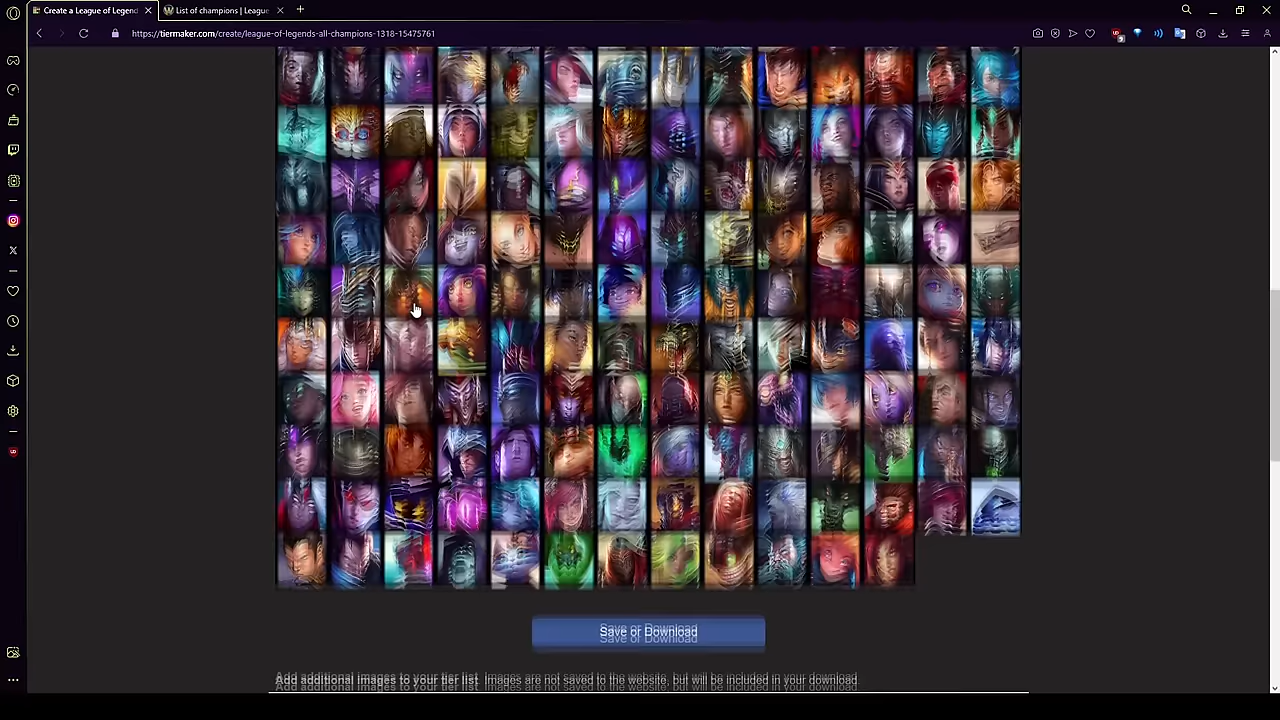 Create a League of Legend
List of champions | League
https://tiermaker.com/create/league-of-legends-all-champions-1318-15475761
Save or Download
Add additional images to your tier list. Images are not saved to the website, but will be included in your download.